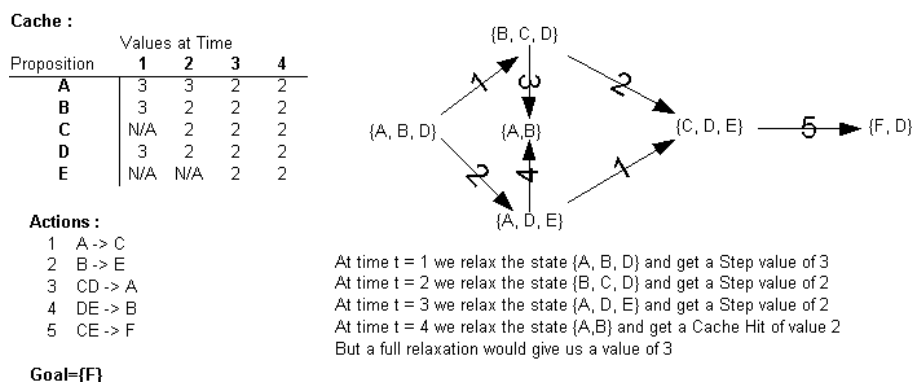 Cache :
Values at Time
Proposition 1 2 3 4
A 3 3 2 2
B 3 2 2 2
C N/A 2 2 2
D 3 2 2 2
E N/A N/A 2 2
Actions :
1 A -> C
2 B -> E
3 CD -> A
4 DE -> B
5 CE -> F
Goal={F}
{B, C, D}
1
3
2
{A, B, D}
{A,B}
{C, D, E}
5
{F, D}
2
4
1
{A, D, E}
At time t = 1 we relax the state {A, B, D} and get a Step value of 3
At time t = 2 we relax the state {B, C, D} and get a Step value of 2
At time t = 3 we relax the state {A, D, E} and get a Step value of 2
At time t = 4 we relax the state {A,B} and get a Cache Hit of value 2
But a full relaxation would give us a value of 3